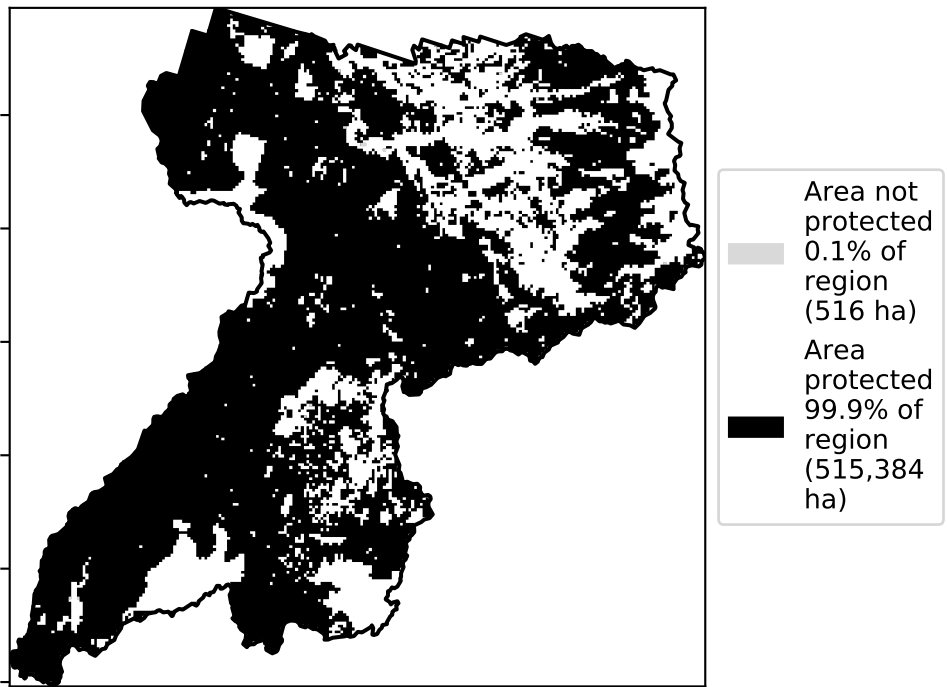 Area not
protected
0.1% of
region
(516 ha)
Area
protected
99.9% of
region
(515,384
ha)